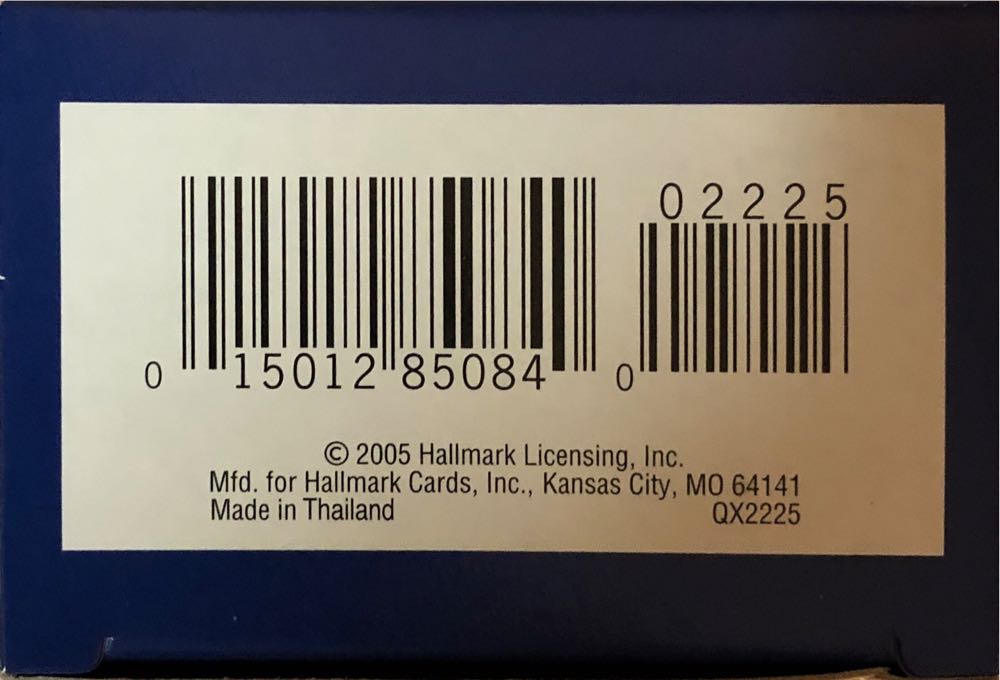 02225
0 15012 85084 0
© 2005 Hallmark Licensing, Inc.
Mfd. for Hallmark Cards, Inc., Kansas City, MO 64141
Made in Thailand QX2225